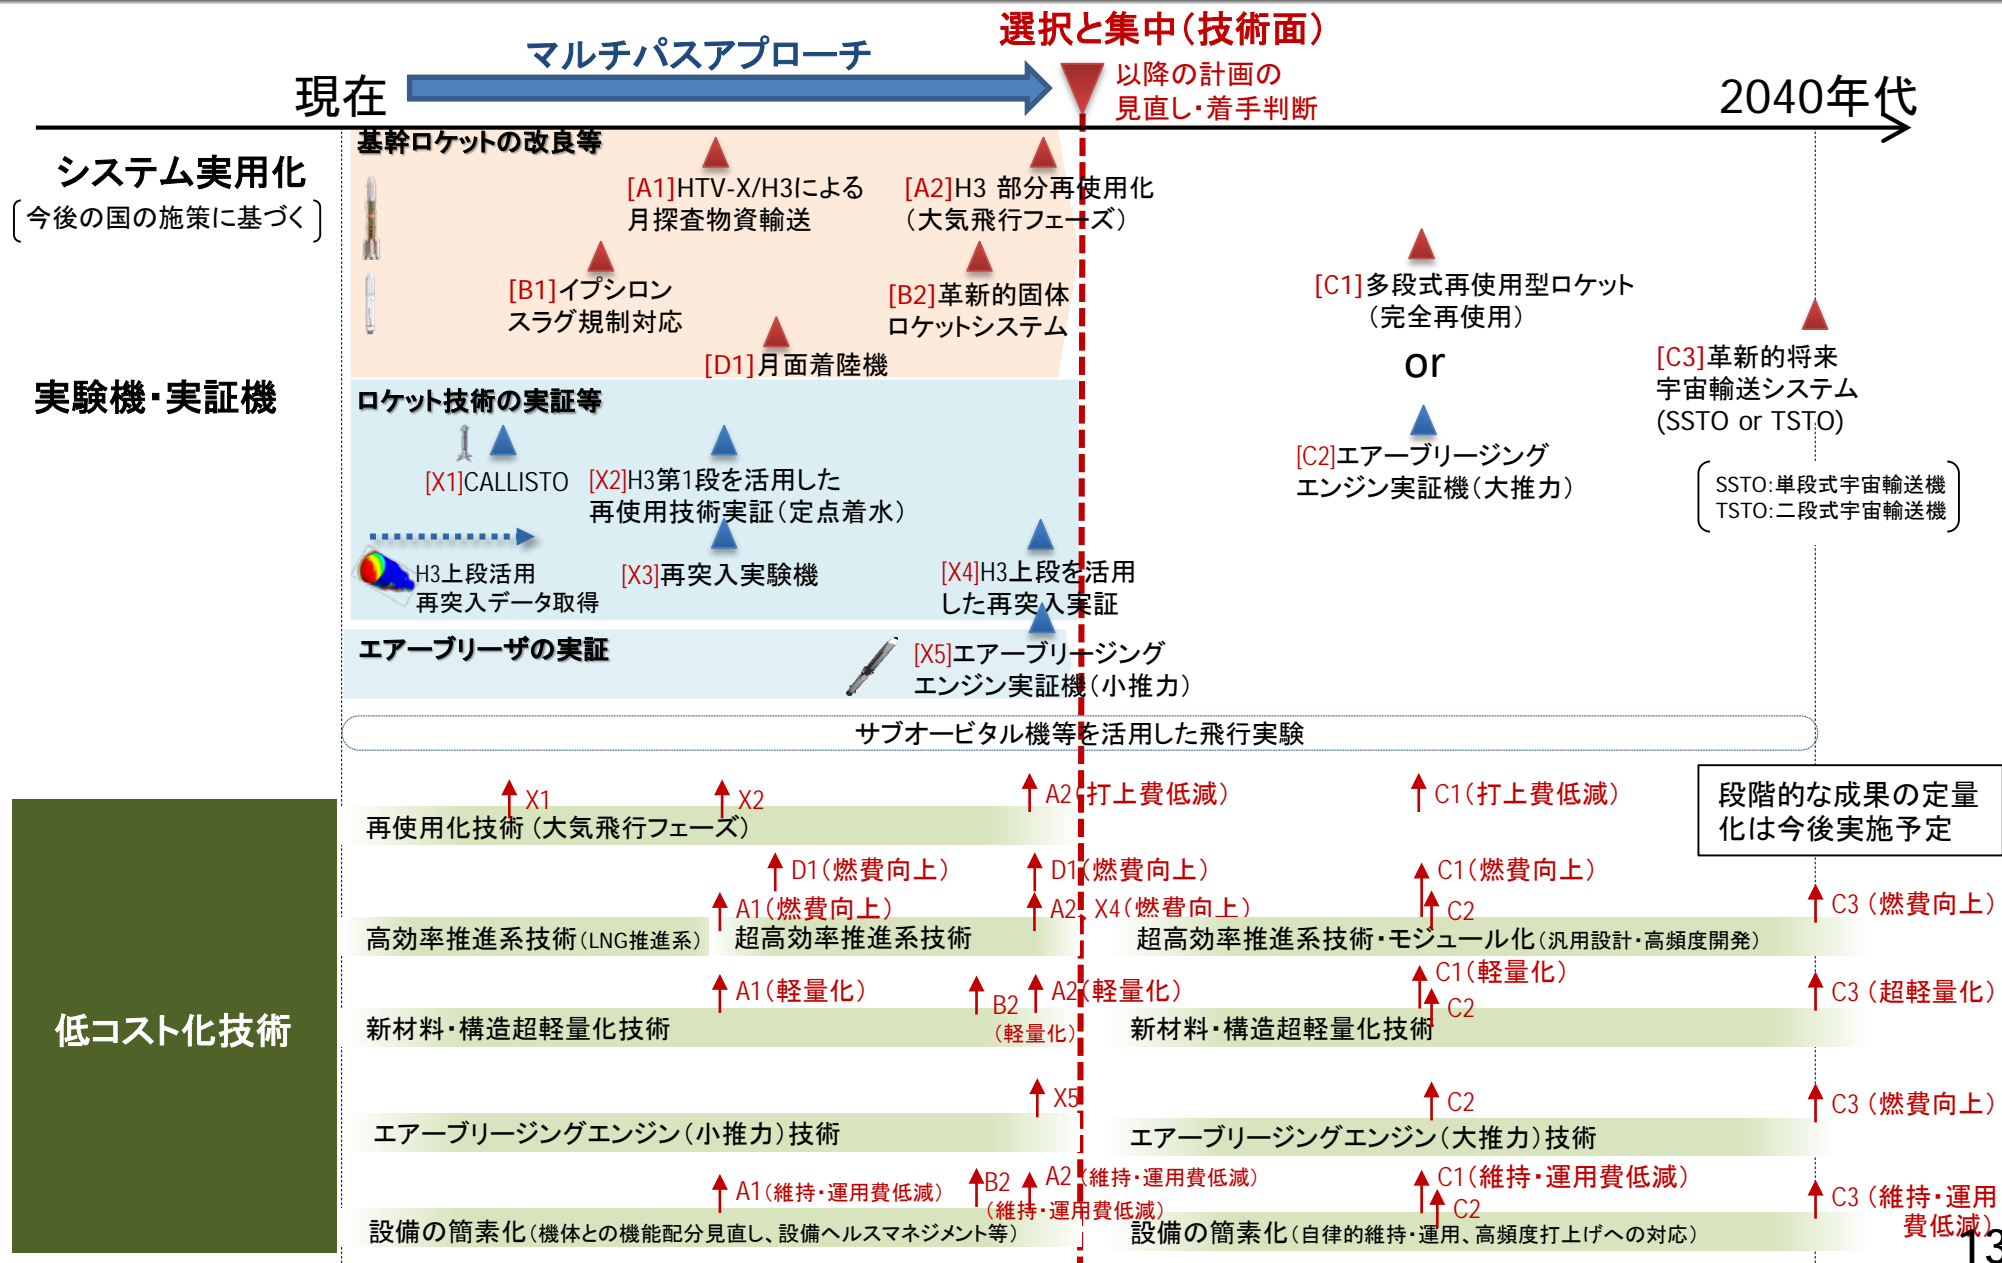 選択と集中（技術面）
マルチパスアプローチ
以降の計画の
見直し・着手判断
現在
2040年代
システム実用化
今後の国の施策に基づく
基幹ロケットの改良等
[A1]HTV-X/H3による
月探査物資輸送
[A2]H3 部分再使用化
（大気飛行フェーズ）
[B1]イプシロン
スラグ規制対応
[B2]革新的固体
ロケットシステム
[D1]月面着陸機
[C1]多段式再使用型ロケット
（完全再使用）
or
[C2]エアーブリージング
エンジン実証機（大推力）
[C3]革新的将来
宇宙輸送システム
(SSTO or TSTO)
SSTO：単段式宇宙輸送機
TSTO：二段式宇宙輸送機
実験機・実証機
ロケット技術の実証等
[X1]CALLISTO
[X2]H3第1段を活用した
再使用技術実証（定点着水）
H3上段活用
再突入データ取得
[X3]再突入実験機
[X4]H3上段を活用
した再突入実証
エアーブリーザの実証
[X5]エアーブリージング
エンジン実証機（小推力）
サブオービタル機等を活用した飛行実験
段階的な成果の定量
化は今後実施予定
低コスト化技術
X1
X2
A2（打上費低減）
C1（打上費低減）
再使用化技術（大気飛行フェーズ）
D1（燃費向上）
D1（燃費向上）
C1（燃費向上）
A1（燃費向上）
A2、X4（燃費向上）
C2
C3（燃費向上）
高効率推進系技術（LNG推進系）
超高効率推進系技術
超高効率推進系技術・モジュール化（汎用設計・高頻度開発）
A1（軽量化）
B2
（軽量化）
A2（軽量化）
C1（軽量化）
C2
C3（超軽量化）
新材料・構造超軽量化技術
新材料・構造超軽量化技術
X5
C2
C3（燃費向上）
エアーブリージングエンジン（小推力）技術
エアーブリージングエンジン（大推力）技術
A1（維持・運用費低減）
B2
（維持・運用費低減）
A2（維持・運用費低減）
C1（維持・運用費低減）
C2
C3（維持・運用
費低減）
設備の簡素化（機体との機能配分見直し、設備ヘルスマネジメント等）
設備の簡素化（自律的維持・運用、高頻度打上げへの対応）
13